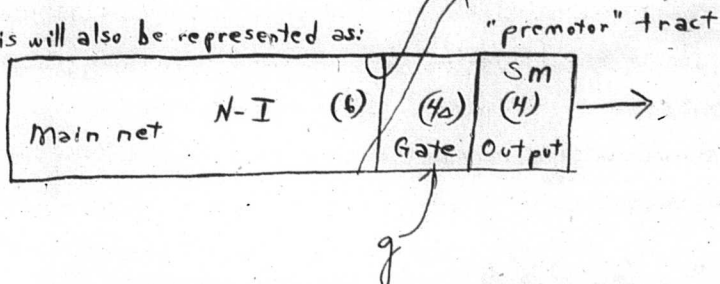 is will also be represented as:
"premotor" tract
Main net N-I (6) (4a) Sm (4)
Gate Output
g